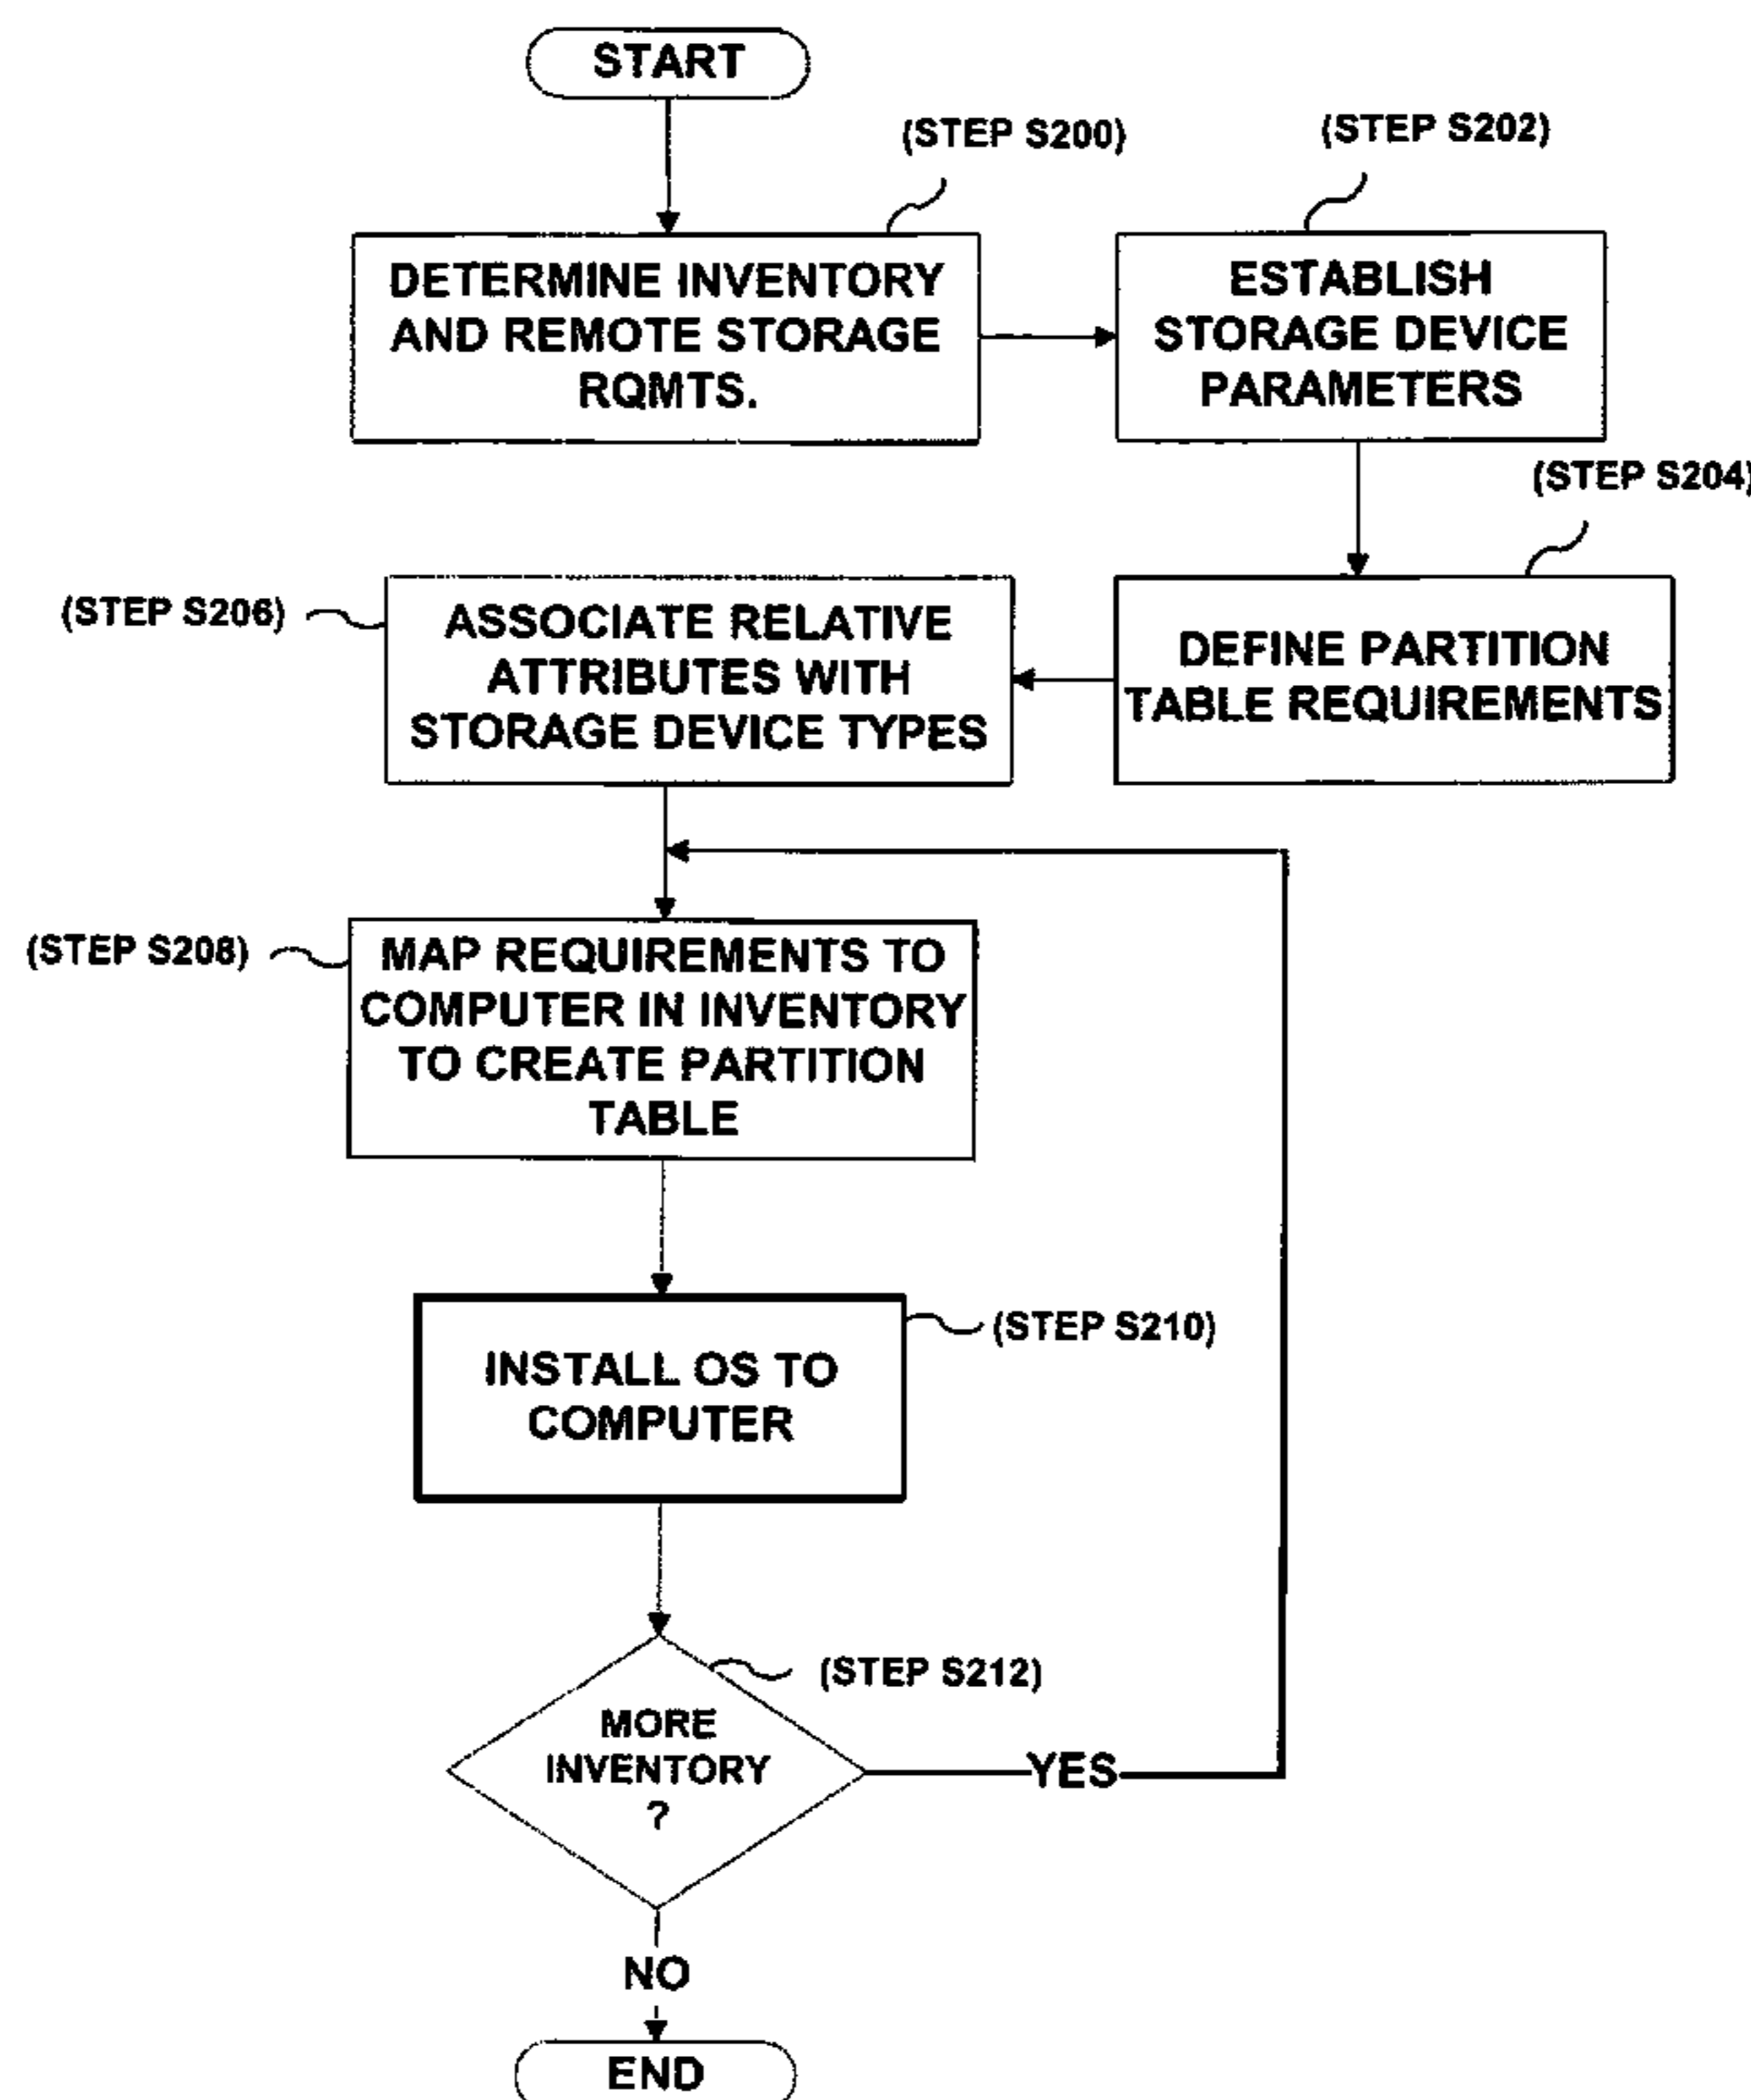 START
(STEP S200)
(STEP S202)
DETERMINE INVENTORY
AND REMOTE STORAGE
RQMTS.
ESTABLISH
STORAGE DEVICE
PARAMETERS
(STEP S204)
(STEP S206)
ASSOCIATE RELATIVE
ATTRIBUTES WITH
STORAGE DEVICE TYPES
DEFINE PARTITION
TABLE REQUIREMENTS
(STEP S208)
MAP REQUIREMENTS TO
COMPUTER IN INVENTORY
TO CREATE PARTITION
TABLE
(STEP S210)
INSTALL OS TO
COMPUTER
(STEP S212)
MORE
INVENTORY
?
YES
NO
END